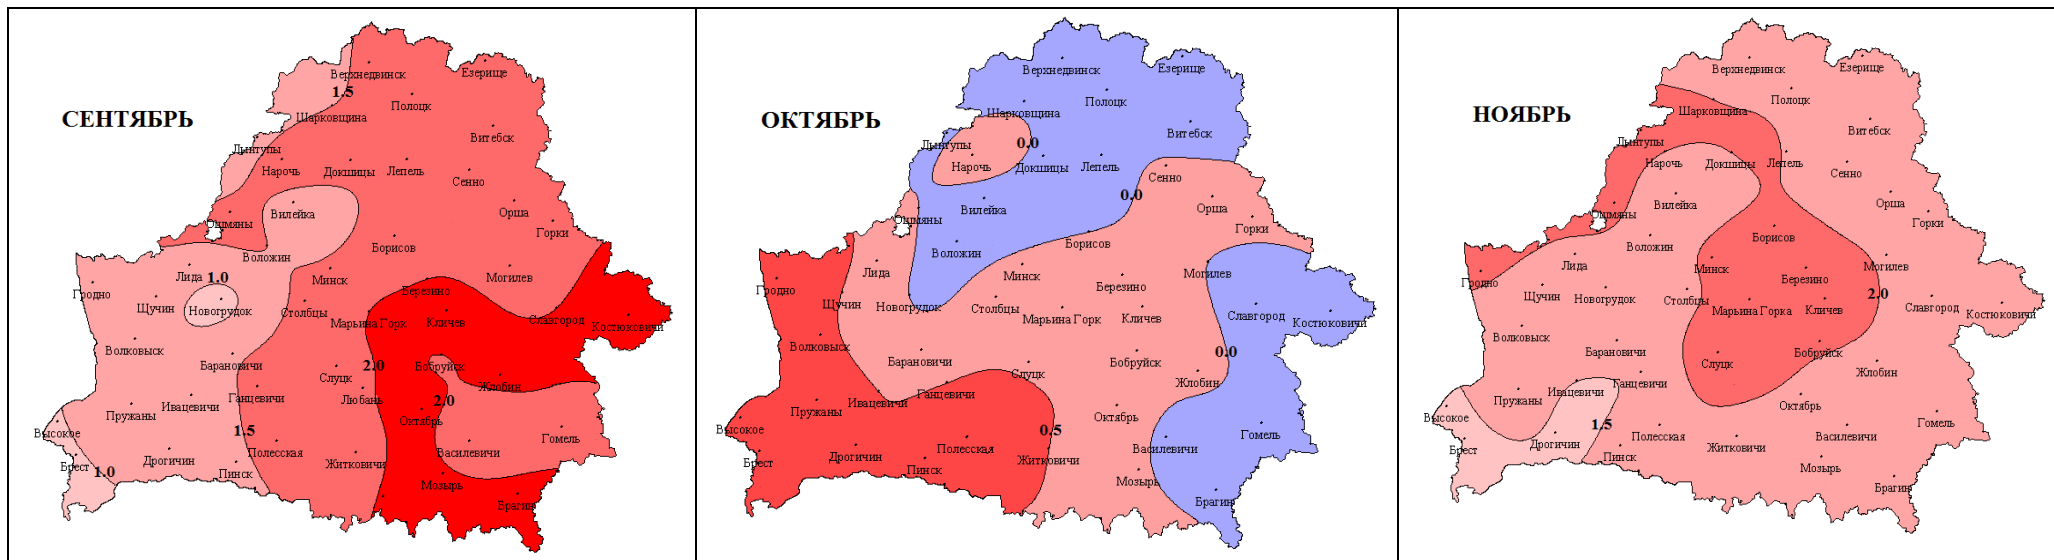 СЕНТЯБРЬ
Верхнедвинск
Езерище
1.5
Полоцк
Шарковщина
Витебск
Лынтупы
Нарочь
Докшицы
Лепель
Сенно
Вилейка
Орша
Ошмяны
Горки
Борисов
Воложин
Лида
1.0
Минск
Могилев
Гродно
Березино
Щучин
Новогрудок
Столбцы
Марьина Горк
Кличев
Славгород
Костюковичи
Волковыск
Барановичи
2.0
Бобруйск
Слуцк
Жлобин
Ганцевичи
Любань
2.0
Ивацевичи
Пружаны
Октябрь
Высокое
1.5
Гомель
Полесская
Василевичи
Брест
1.0
Дрогичин
Житковичи
Пинск
Мозырь
Брагин
ОКТЯБРЬ
Верхнедвинск
Езерище
Полоцк
Шарковщина
Витебск
Лынтупы
0.0
Нарочь
Докшицы
Лепель
Сенно
0.0
Вилейка
Орша
Ошмяны
Горки
Борисов
Воложин
Лида
Минск
Могилев
Гродно
Березино
Щучин
Новогрудок
Столбцы
Марьина Горк
Кличев
Славгород
Костюковичи
Волковыск
0.0
Барановичи
Бобруйск
Слуцк
Жлобин
Ганцевичи
Ивацевичи
Пружаны
Октябрь
Высокое
0.5
Гомель
Полесская
Василевичи
Брест
Дрогичин
Житковичи
Пинск
Мозырь
Брагин
НОЯБРЬ
Верхнедвинск
Езерище
Полоцк
Шарковщина
Витебск
Лынтупы
Нарочь
Докшицы
Лепель
Сенно
Вилейка
Орша
Ошмяны
Горки
Борисов
Воложин
Лида
Минск
Могилев
Гродно
Березино
2.0
Щучин
Новогрудок
Столбцы
Марьина Горка
Кличев
Славгород
Костюковичи
Волковыск
Барановичи
Бобруйск
Слуцк
Жлобин
Ганцевичи
Ивацевичи
Пружаны
Октябрь
Высокое
1.5
Гомель
Полесская
Василевичи
Брест
Дрогичин
Житковичи
Пинск
Мозырь
Брагин